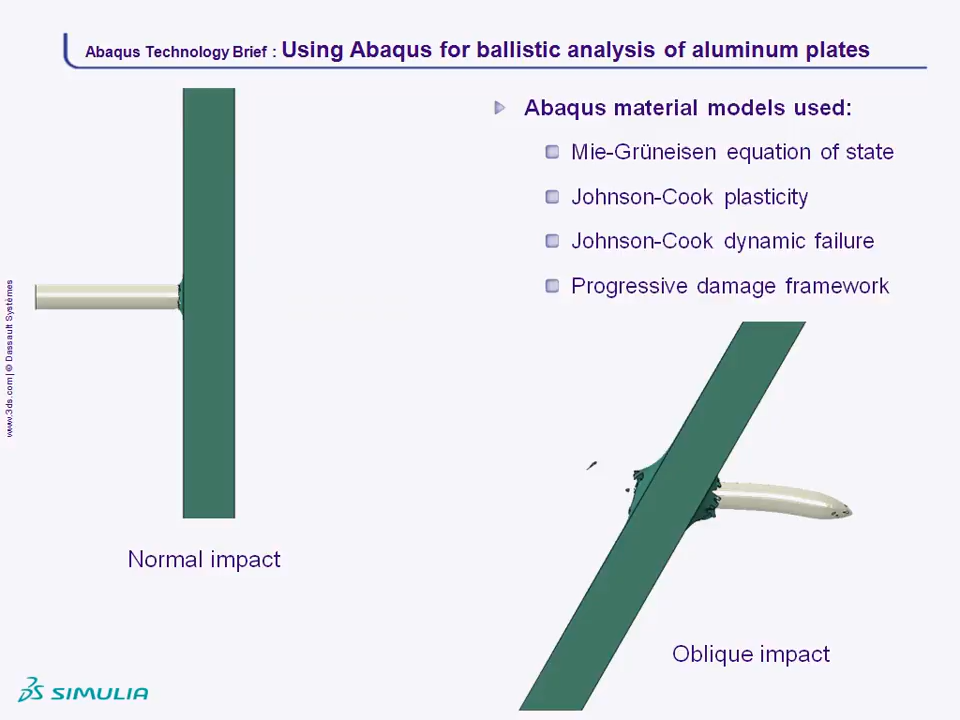 Abaqus Technology Brief : Using Abaqus for ballistic analysis of aluminum plates
Abaqus material models used:
Mie-Grüneisen equation of state
Johnson-Cook plasticity
Johnson-Cook dynamic failure
Progressive damage framework
www.3ds.com | © Dassault Systèmes
Normal impact
Oblique impact
SIMULIA